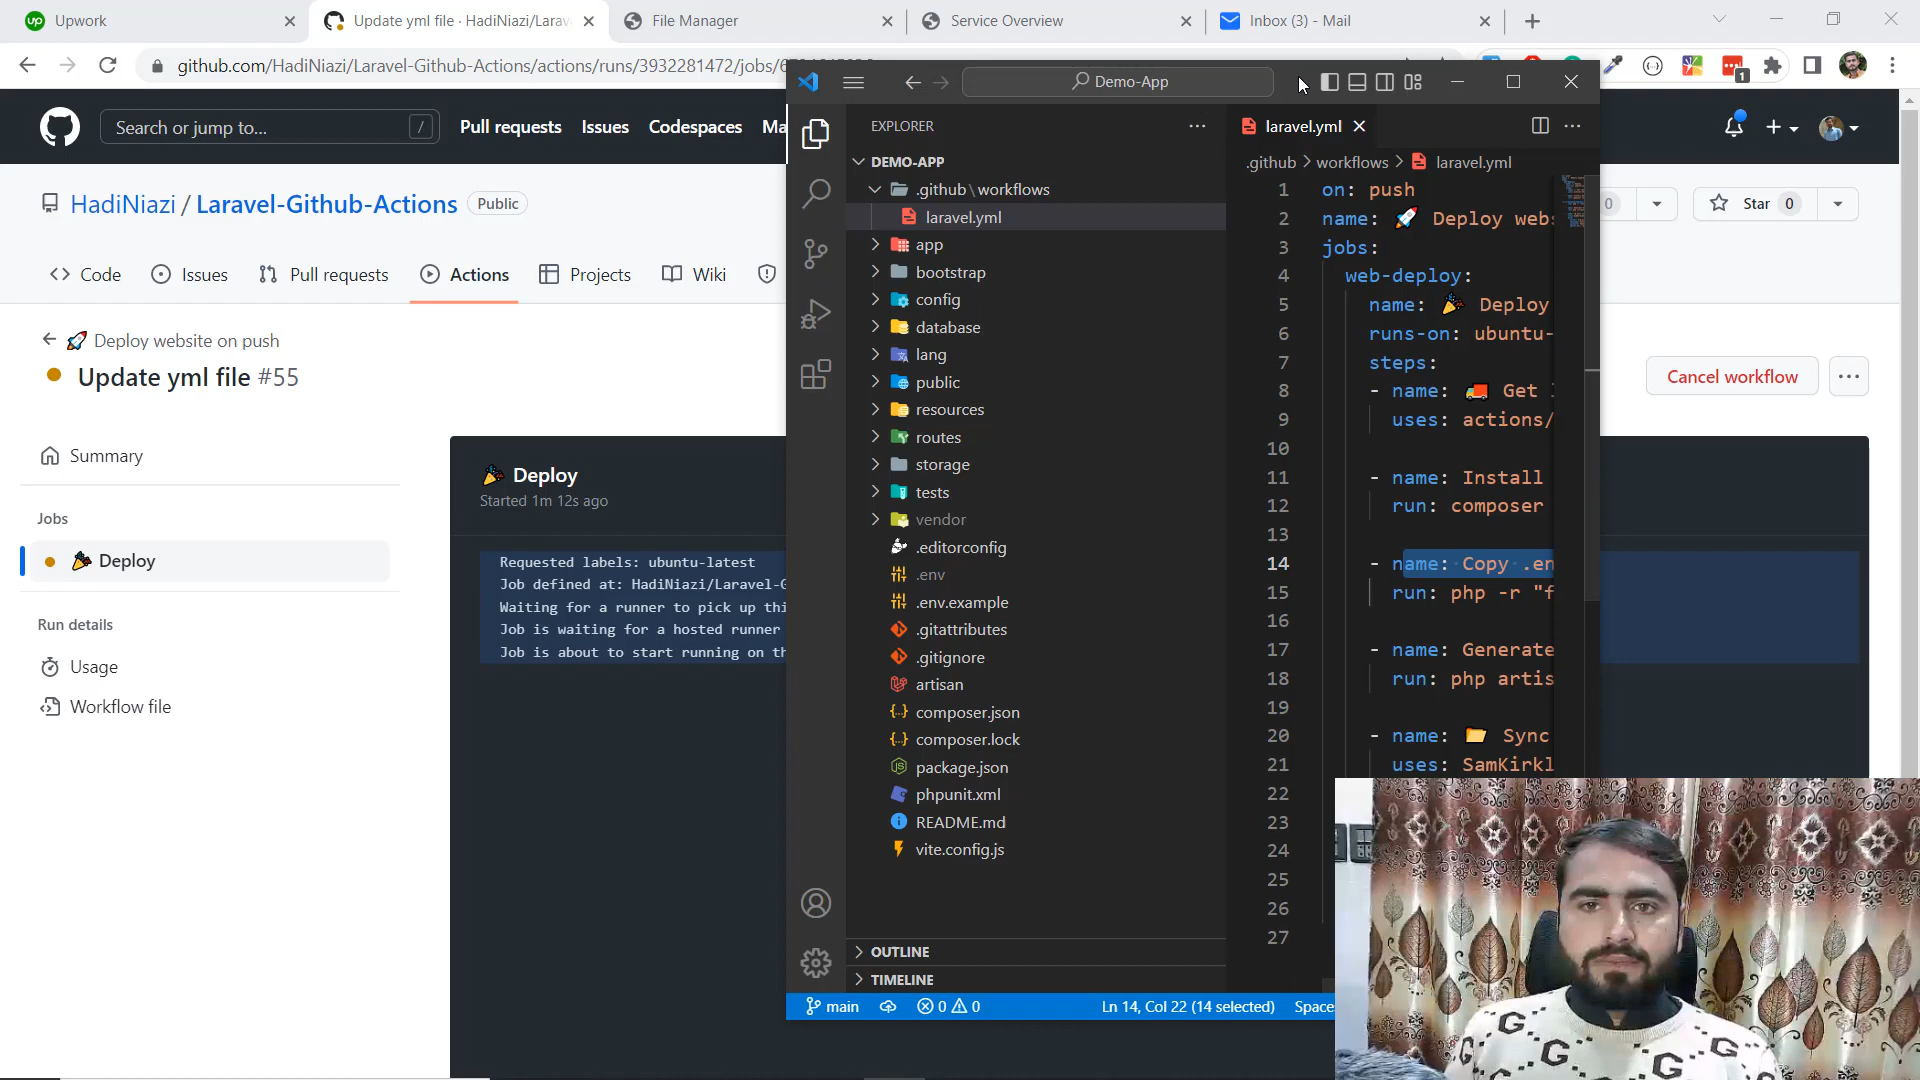 Upwork
Update yml file · HadiNiazi/Larav
File Manager
Service Overview
Inbox (3) - Mail
github.com/HadiNiazi/Laravel-Github-Actions/actions/runs/3932281472/jobs/
1
Search or jump to...
/
Pull requests
Issues
Codespaces
Ma
HadiNiazi / Laravel-Github-Actions
Public
0
Star 0
Code
Issues
Pull requests
Actions
Projects
Wiki
Deploy website on push
Update yml file #55
Cancel workflow
Summary
Jobs
Deploy
Run details
Usage
Workflow file
Deploy
Started 1m 12s ago
Requested labels: ubuntu-latest
Job defined at: HadiNiazi/Laravel-G
Waiting for a runner to pick up thi
Job is waiting for a hosted runner
Job is about to start running on th
Demo-App
EXPLORER
DEMO-APP
.github\workflows
laravel.yml
app
bootstrap
config
database
lang
public
resources
routes
storage
tests
vendor
.editorconfig
.env
.env.example
.gitattributes
.gitignore
artisan
composer.json
composer.lock
package.json
phpunit.xml
README.md
vite.config.js
OUTLINE
TIMELINE
laravel.yml
.github > workflows > laravel.yml
1 on: push
2 name: 🚀 Deploy webs
3 jobs:
4 web-deploy:
5 name: 🎉 Deploy
6 runs-on: ubuntu-
7 steps:
8 - name: 🚚 Get
9 uses: actions/
10
11 - name: Install
12 run: composer
13
14 - name: Copy .en
15 run: php -r "f
16
17 - name: Generate
18 run: php artis
19
20 - name: 📂 Sync
21 uses: SamKirkl
22
23
24
25
26
27
main
0
0
Ln 14, Col 22 (14 selected)
Space
G G G G G